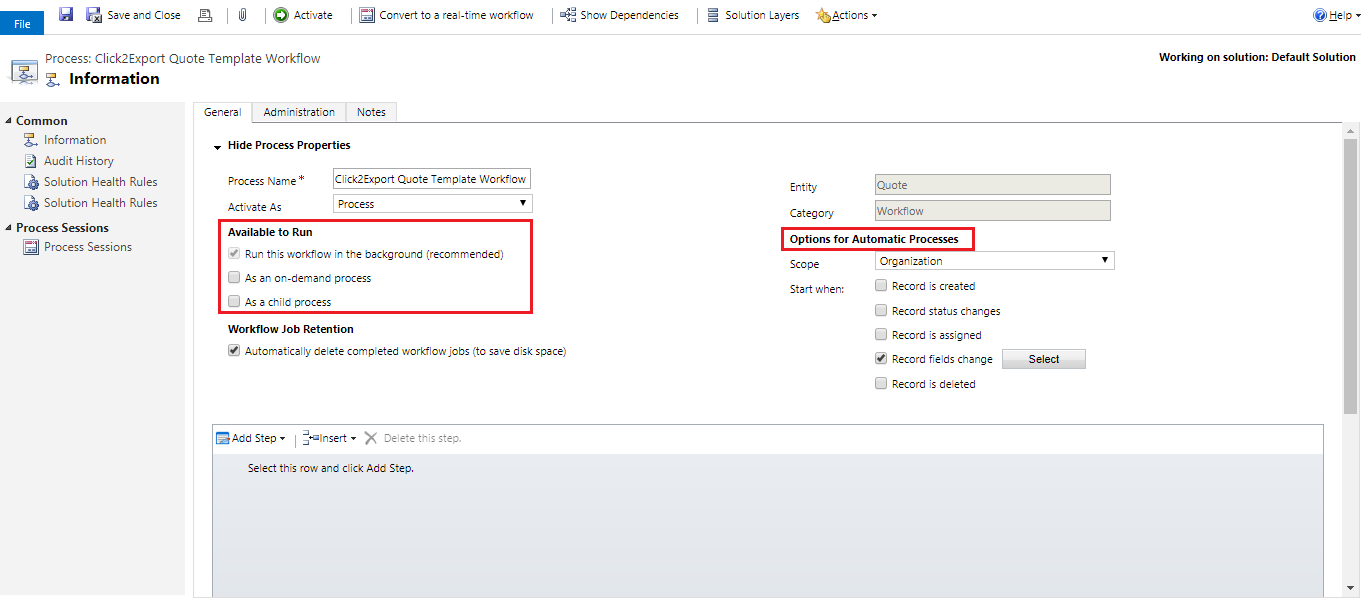 File
Save and Close
Activate
Convert to a real-time workflow
Show Dependencies
Solution Layers
Actions
Help
Process: Click2Export Quote Template Workflow
Information
Working on solution: Default Solution
Common
Information
Audit History
Solution Health Rules
Solution Health Rules
Process Sessions
Process Sessions
General
Administration
Notes
Hide Process Properties
Process Name *
Click2Export Quote Template Workflow
Activate As
Process
Available to Run
Run this workflow in the background (recommended)
As an on-demand process
As a child process
Workflow Job Retention
Automatically delete completed workflow jobs (to save disk space)
Entity
Quote
Category
Workflow
Options for Automatic Processes
Scope
Organization
Start when:
Record is created
Record status changes
Record is assigned
Record fields change
Select
Record is deleted
Add Step
Insert
Delete this step.
Select this row and click Add Step.